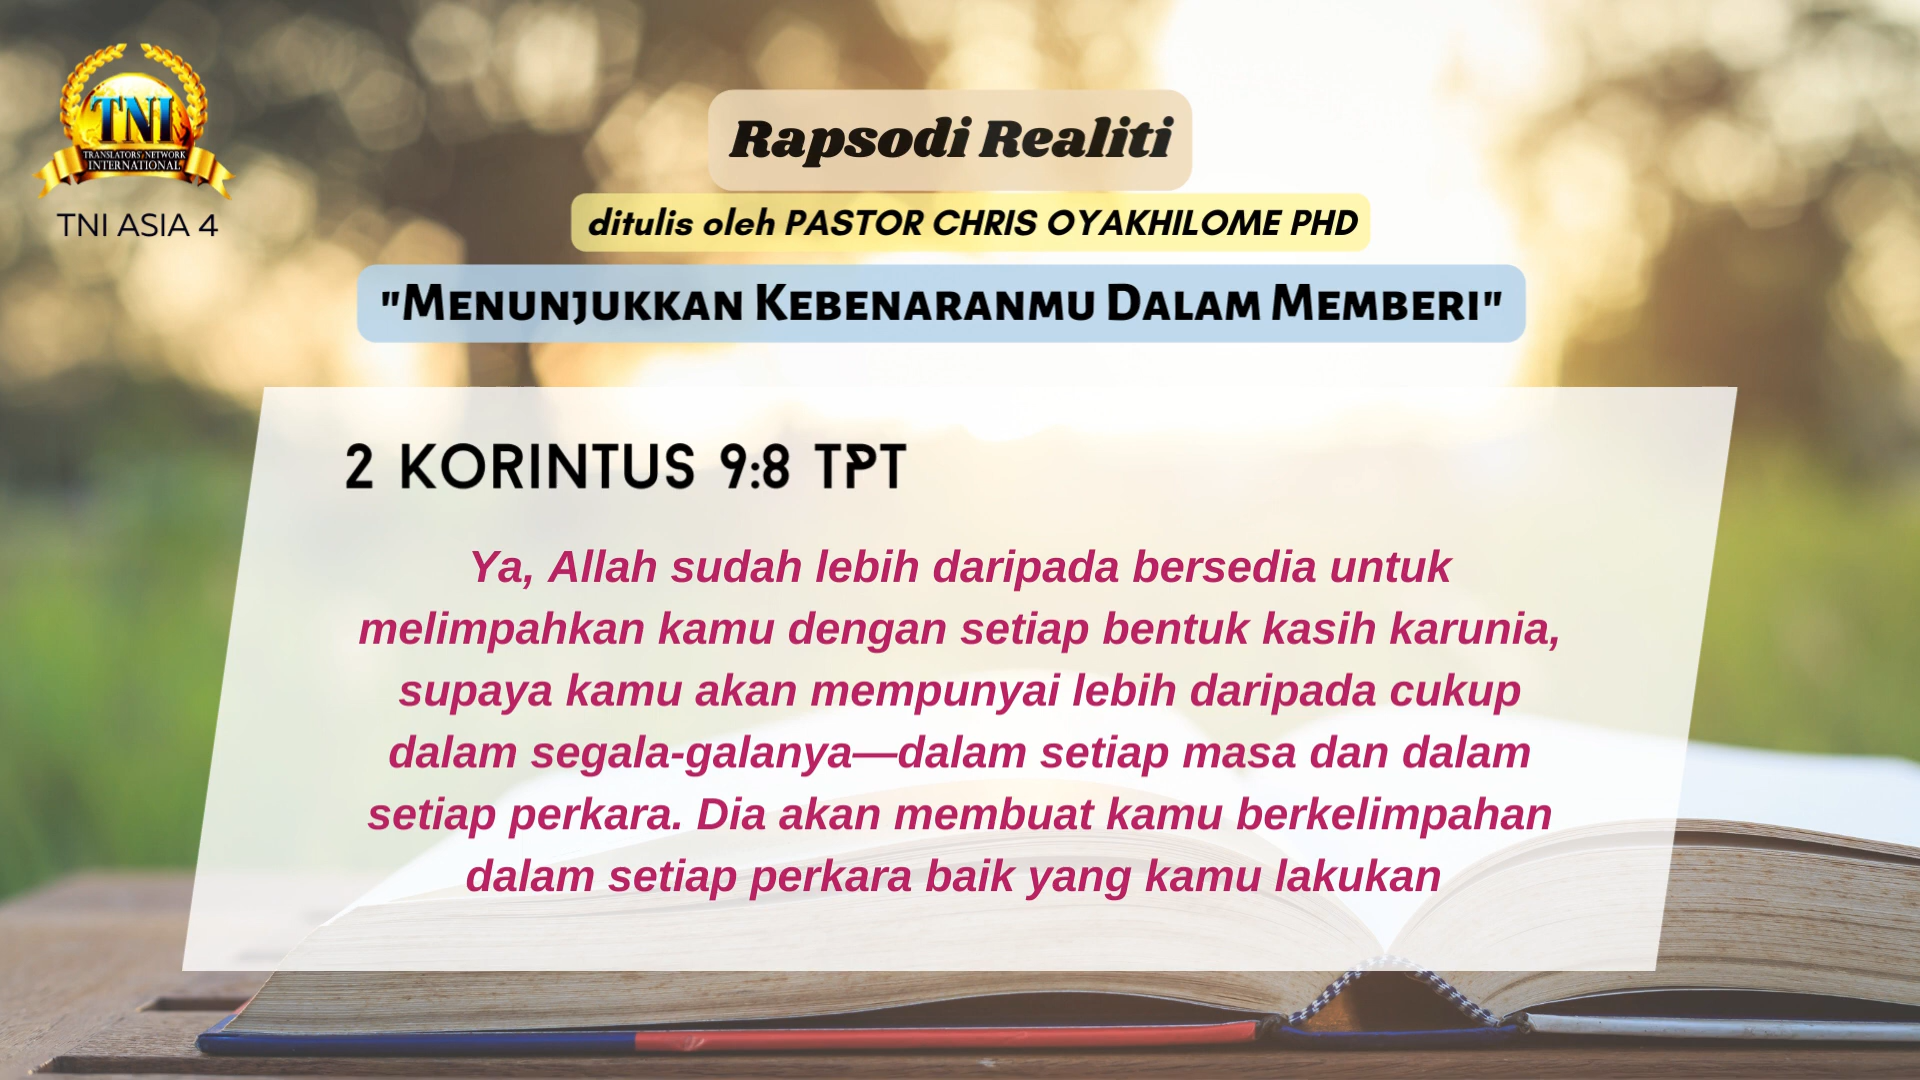 TNI
TRANSLATORS NETWORK
INTERNATIONAL
TNI ASIA 4
Rapsodi Realiti
ditulis oleh PASTOR CHRIS OYAKHILOME PHD
"Menunjukkan Kebenaranmu Dalam Memberi"
2 KORINTUS 9:8 TPT
Ya, Allah sudah lebih daripada bersedia untuk
melimpahkan kamu dengan setiap bentuk kasih karunia,
supaya kamu akan mempunyai lebih daripada cukup
dalam segala-galanya—dalam setiap masa dan dalam
setiap perkara. Dia akan membuat kamu berkelimpahan
dalam setiap perkara baik yang kamu lakukan